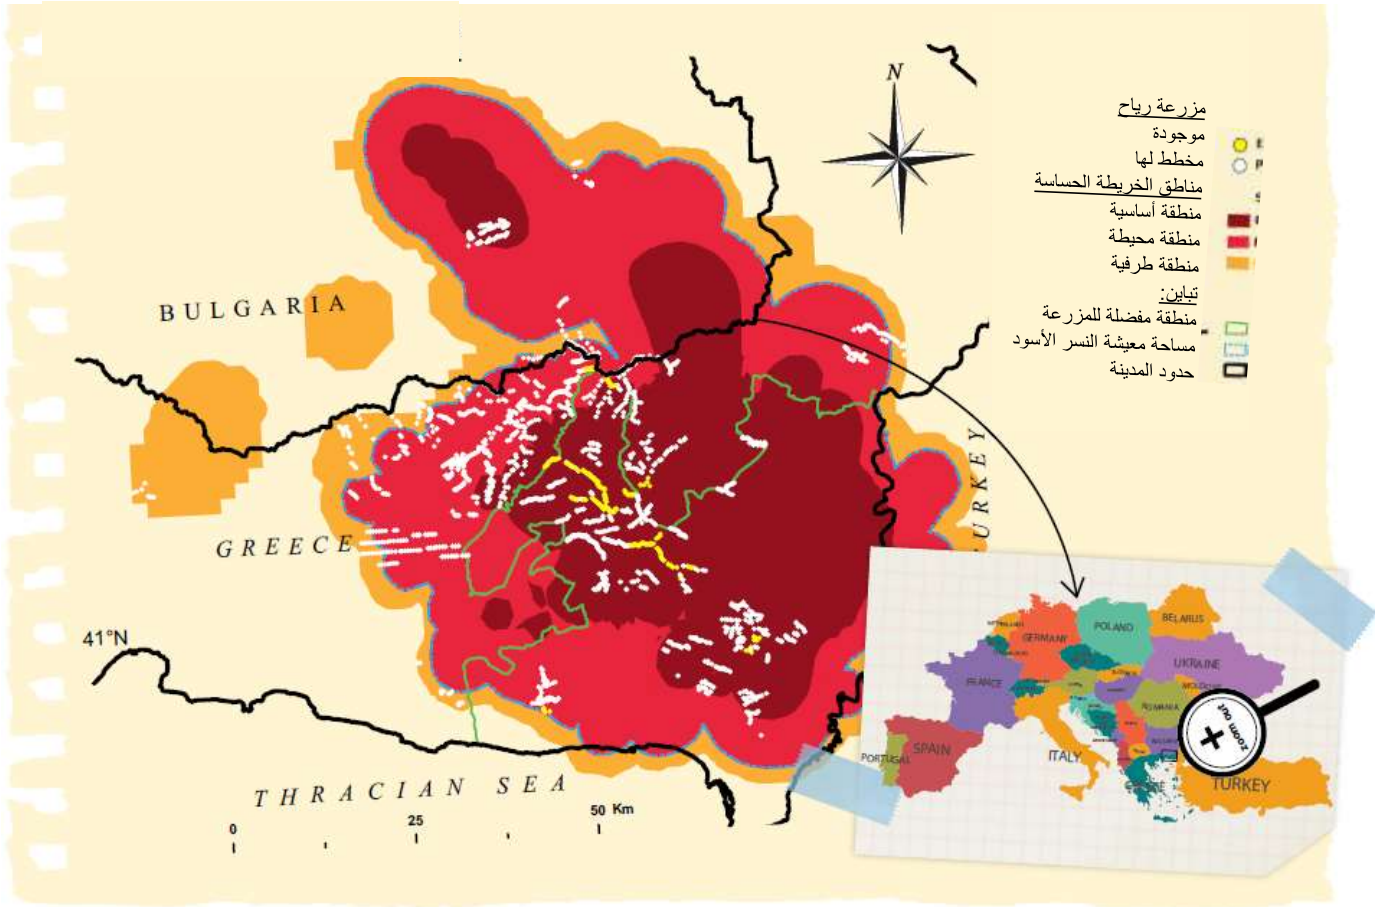 N
مزرعة رياح
موجودة
مخطط لها
مناطق الخريطة الحساسة
منطقة أساسية
منطقة محيطة
منطقة طرفية
تباين:
منطقة مفضلة للمزرعة
مساحة معيشة النسر الأسود
حدود المدينة
BULGARIA
GREECE
TURKEY
41°N
THRACIAN SEA
0
25
50 Km
POLAND
BELARUS
GERMANY
UKRAINE
FRANCE
ROMANIA
SPAIN
PORTUGAL
ITALY
TURKEY
zoom out